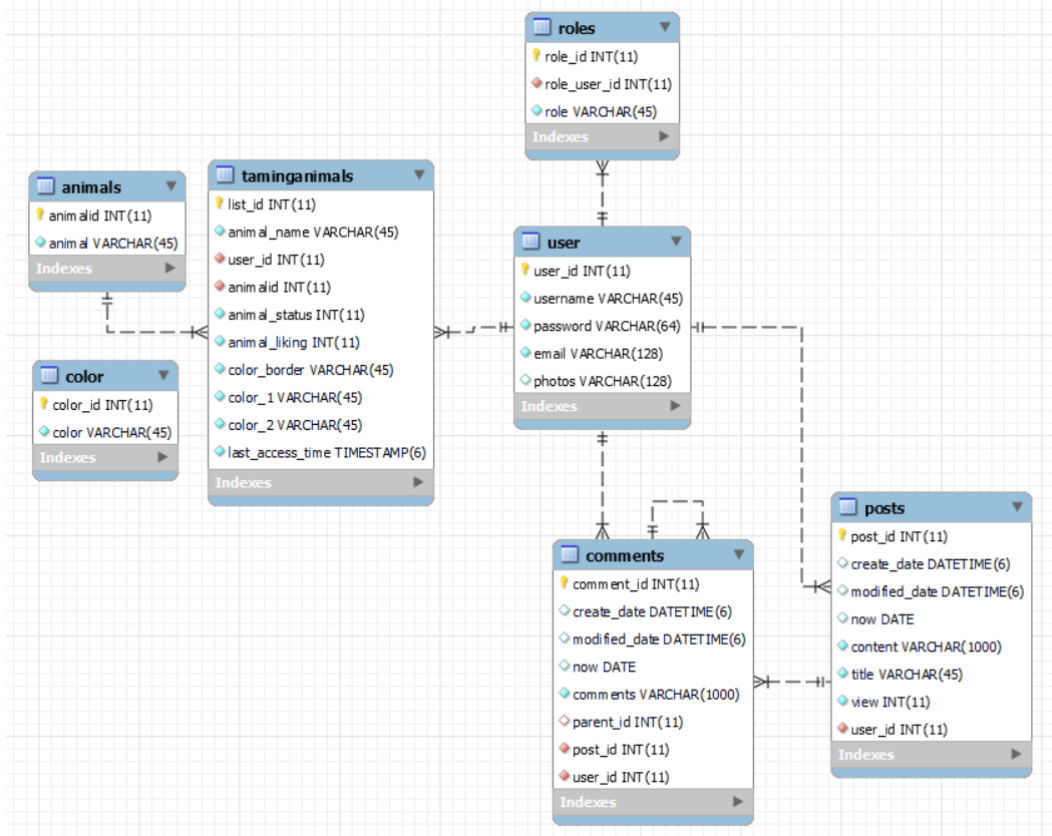 roles
role_id INT(11)
role_user_id INT(11)
role VARCHAR(45)
Indexes
animals
animalid INT(11)
animal VARCHAR(45)
Indexes
taminganimals
list_id INT(11)
animal_name VARCHAR(45)
user_id INT(11)
animalid INT(11)
animal_status INT(11)
animal_liking INT(11)
color_border VARCHAR(45)
color_1 VARCHAR(45)
color_2 VARCHAR(45)
last_access_time TIMESTAMP(6)
Indexes
user
user_id INT(11)
username VARCHAR(45)
password VARCHAR(64)
email VARCHAR(128)
photos VARCHAR(128)
Indexes
color
color_id INT(11)
color VARCHAR(45)
Indexes
comments
comment_id INT(11)
create_date DATETIME(6)
modified_date DATETIME(6)
now DATE
comments VARCHAR(1000)
parent_id INT(11)
post_id INT(11)
user_id INT(11)
Indexes
posts
post_id INT(11)
create_date DATETIME(6)
modified_date DATETIME(6)
now DATE
content VARCHAR(1000)
title VARCHAR(45)
view INT(11)
user_id INT(11)
Indexes